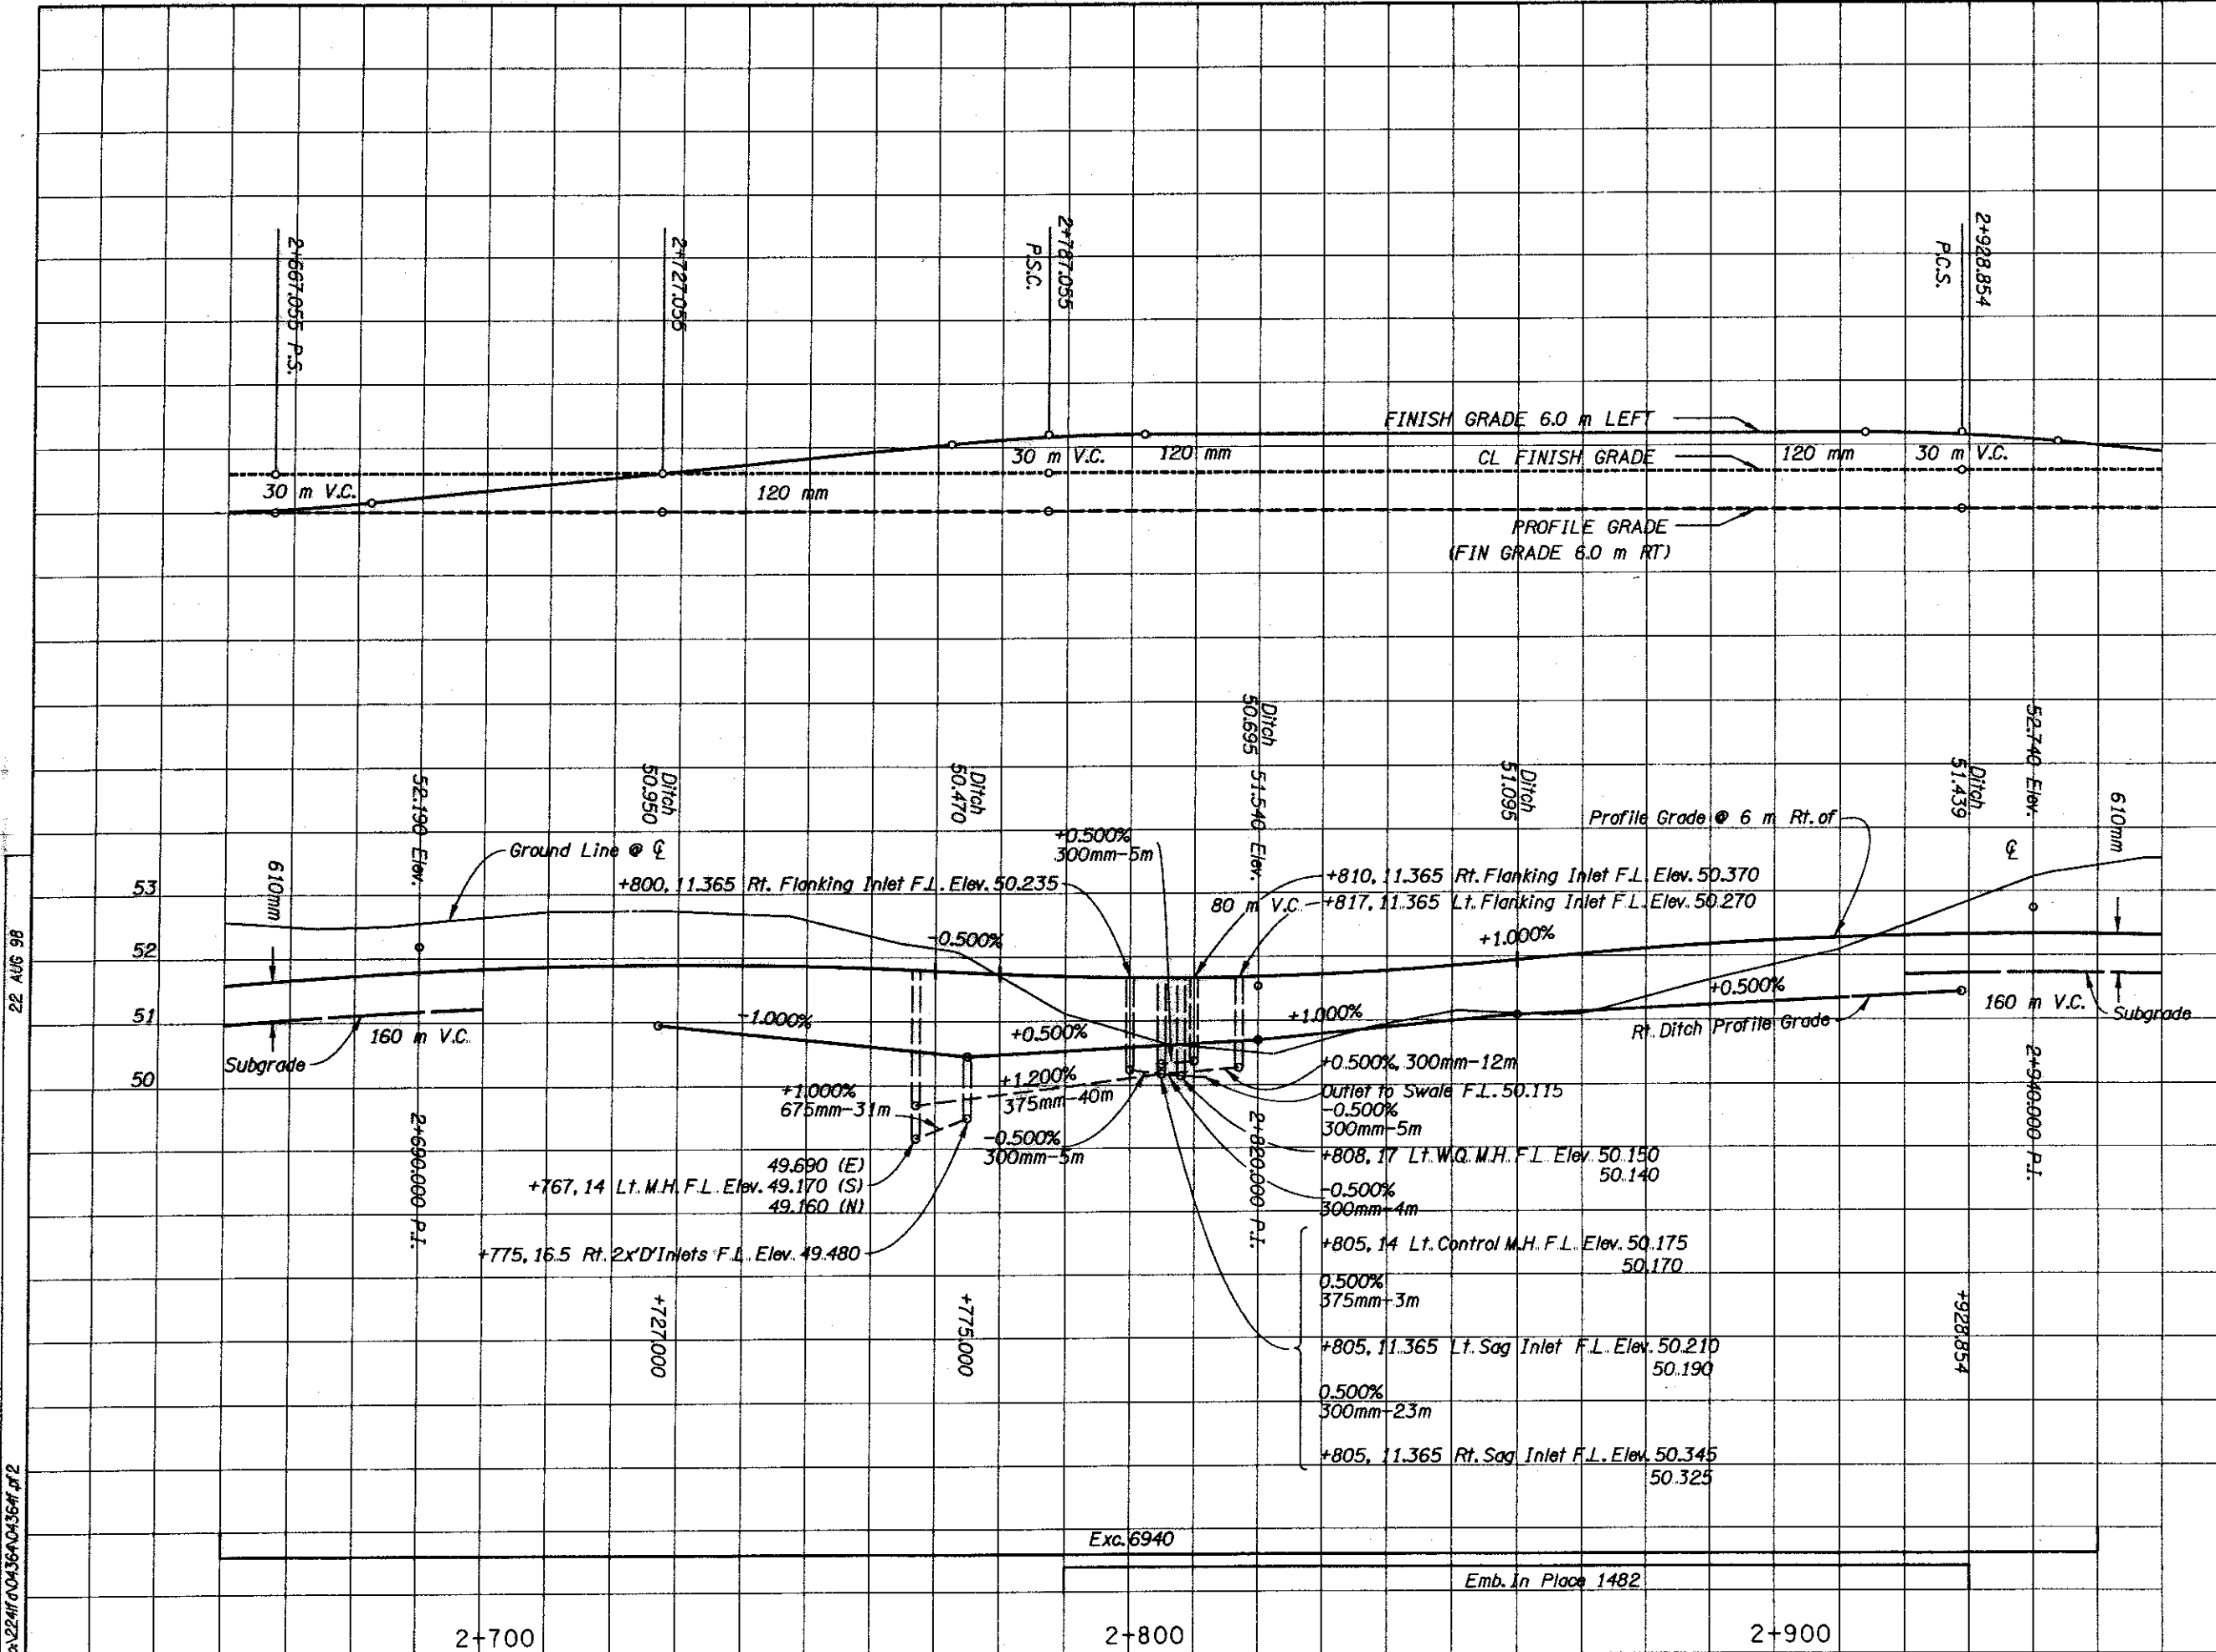 2+667.055 P.S.
2+727.055
2+787.055
P.S.C.
2+928.854
P.C.S.
FINISH GRADE 6.0 m LEFT
30 m V.C.
120 mm
CL FINISH GRADE
120 mm
30 m V.C.
30 m V.C.
120 mm
PROFILE GRADE
(FIN GRADE 6.0 m RT)
52.190 Elev.
Ditch
50.950
Ditch
50.470
Ditch
50.695
51.540 Elev.
Ditch
51.095
Ditch
51.439
52.740 Elev.
610mm
610mm
Ground Line @ ℄
+0.500%
300mm-5m
Profile Grade @ 6 m Rt. of
℄
+800, 11.365 Rt. Flanking Inlet F.L. Elev. 50.235
+810, 11.365 Rt. Flanking Inlet F.L. Elev. 50.370
80 m V.C.
+817, 11.365 Lt. Flanking Inlet F.L. Elev. 50.270
53
52
51
50
-0.500%
+1.000%
+0.500%
160 m V.C.
Subgrade
-1.000%
+0.500%
+1.000%
Rt. Ditch Profile Grade
160 m V.C.
Subgrade
+1.000%
675mm-31m
+1.200%
375mm-40m
-0.500%
300mm-5m
+0.500%, 300mm-12m
Outlet to Swale F.L. 50.115
-0.500%
300mm-5m
+808, 17 Lt. W.Q. M.H. F.L. Elev. 50.150
50.140
-0.500%
300mm-4m
49.690 (E)
+767, 14 Lt. M.H. F.L. Elev. 49.170 (S)
49.160 (N)
+775, 16.5 Rt. 2x'D'Inlets F.L. Elev. 49.480
+805, 14 Lt. Control M.H. F.L. Elev. 50.175
50.170
0.500%
375mm-3m
+805, 11.365 Lt. Sag Inlet F.L. Elev. 50.210
50.190
0.500%
300mm-23m
+805, 11.365 Rt. Sag Inlet F.L. Elev. 50.345
50.325
2+690.000 P.I.
2+820.000 P.I.
2+940.000 P.I.
+727.000
+775.000
+928.854
Exc. 6940
Emb. In Place 1482
2+700
2+800
2+900
22 AUG 98